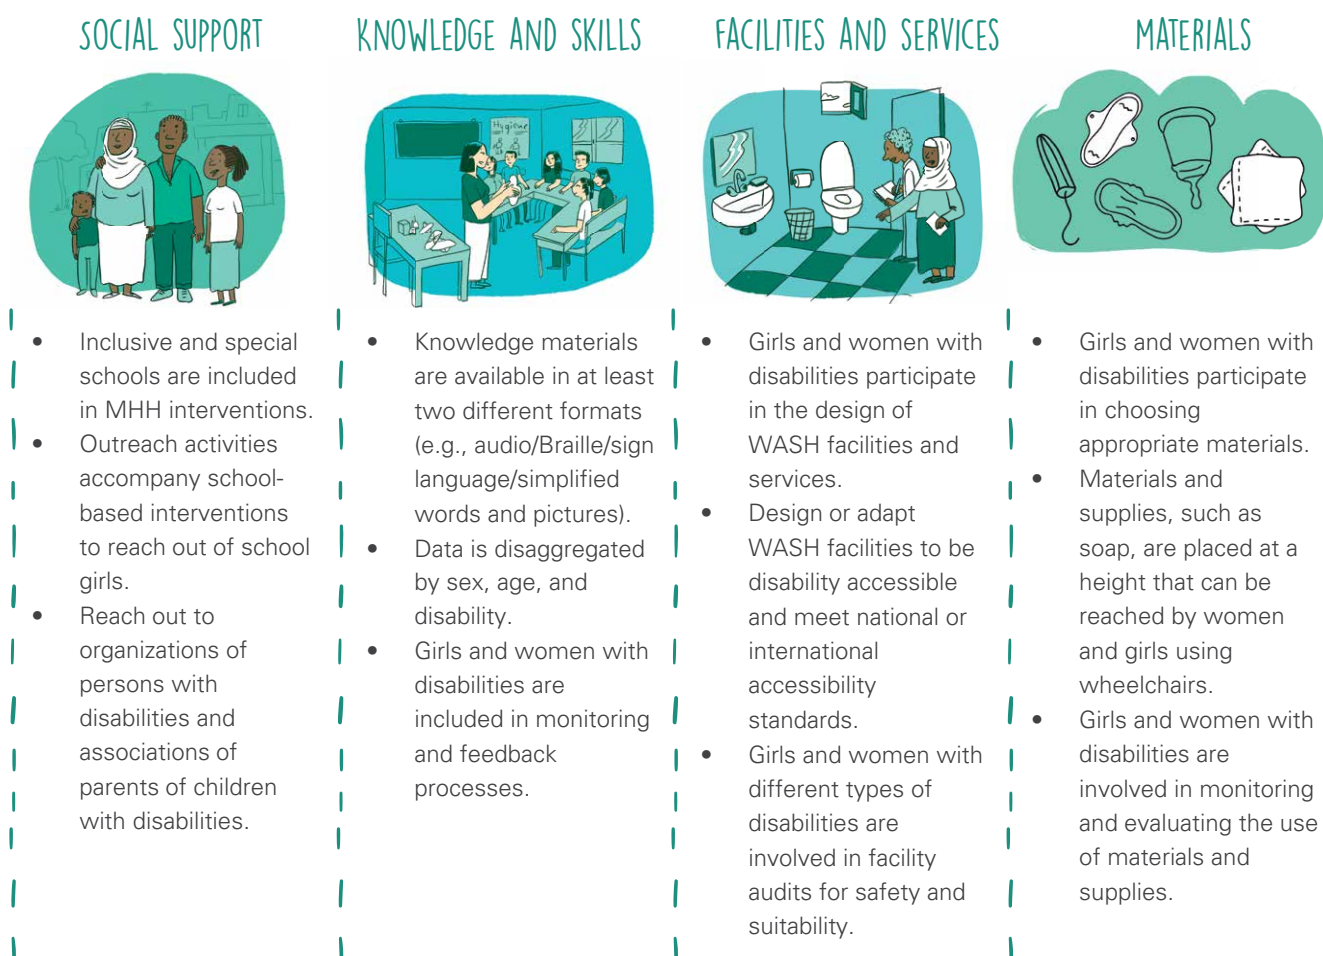 SOCIAL SUPPORT
• Inclusive and special
schools are included
in MHH interventions.
• Outreach activities
accompany school-
based interventions
to reach out of school
girls.
• Reach out to
organizations of
persons with
disabilities and
associations of
parents of children
with disabilities.
KNOWLEDGE AND SKILLS
Hygiene
• Knowledge materials
are available in at least
two different formats
(e.g., audio/Braille/sign
language/simplified
words and pictures).
• Data is disaggregated
by sex, age, and
disability.
• Girls and women with
disabilities are
included in monitoring
and feedback
processes.
FACILITIES AND SERVICES
• Girls and women with
disabilities participate
in the design of
WASH facilities and
services.
• Design or adapt
WASH facilities to be
disability accessible
and meet national or
international
accessibility
standards.
• Girls and women with
different types of
disabilities are
involved in facility
audits for safety and
suitability.
MATERIALS
• Girls and women with
disabilities participate
in choosing
appropriate materials.
• Materials and
supplies, such as
soap, are placed at a
height that can be
reached by women
and girls using
wheelchairs.
• Girls and women with
disabilities are
involved in monitoring
and evaluating the use
of materials and
supplies.